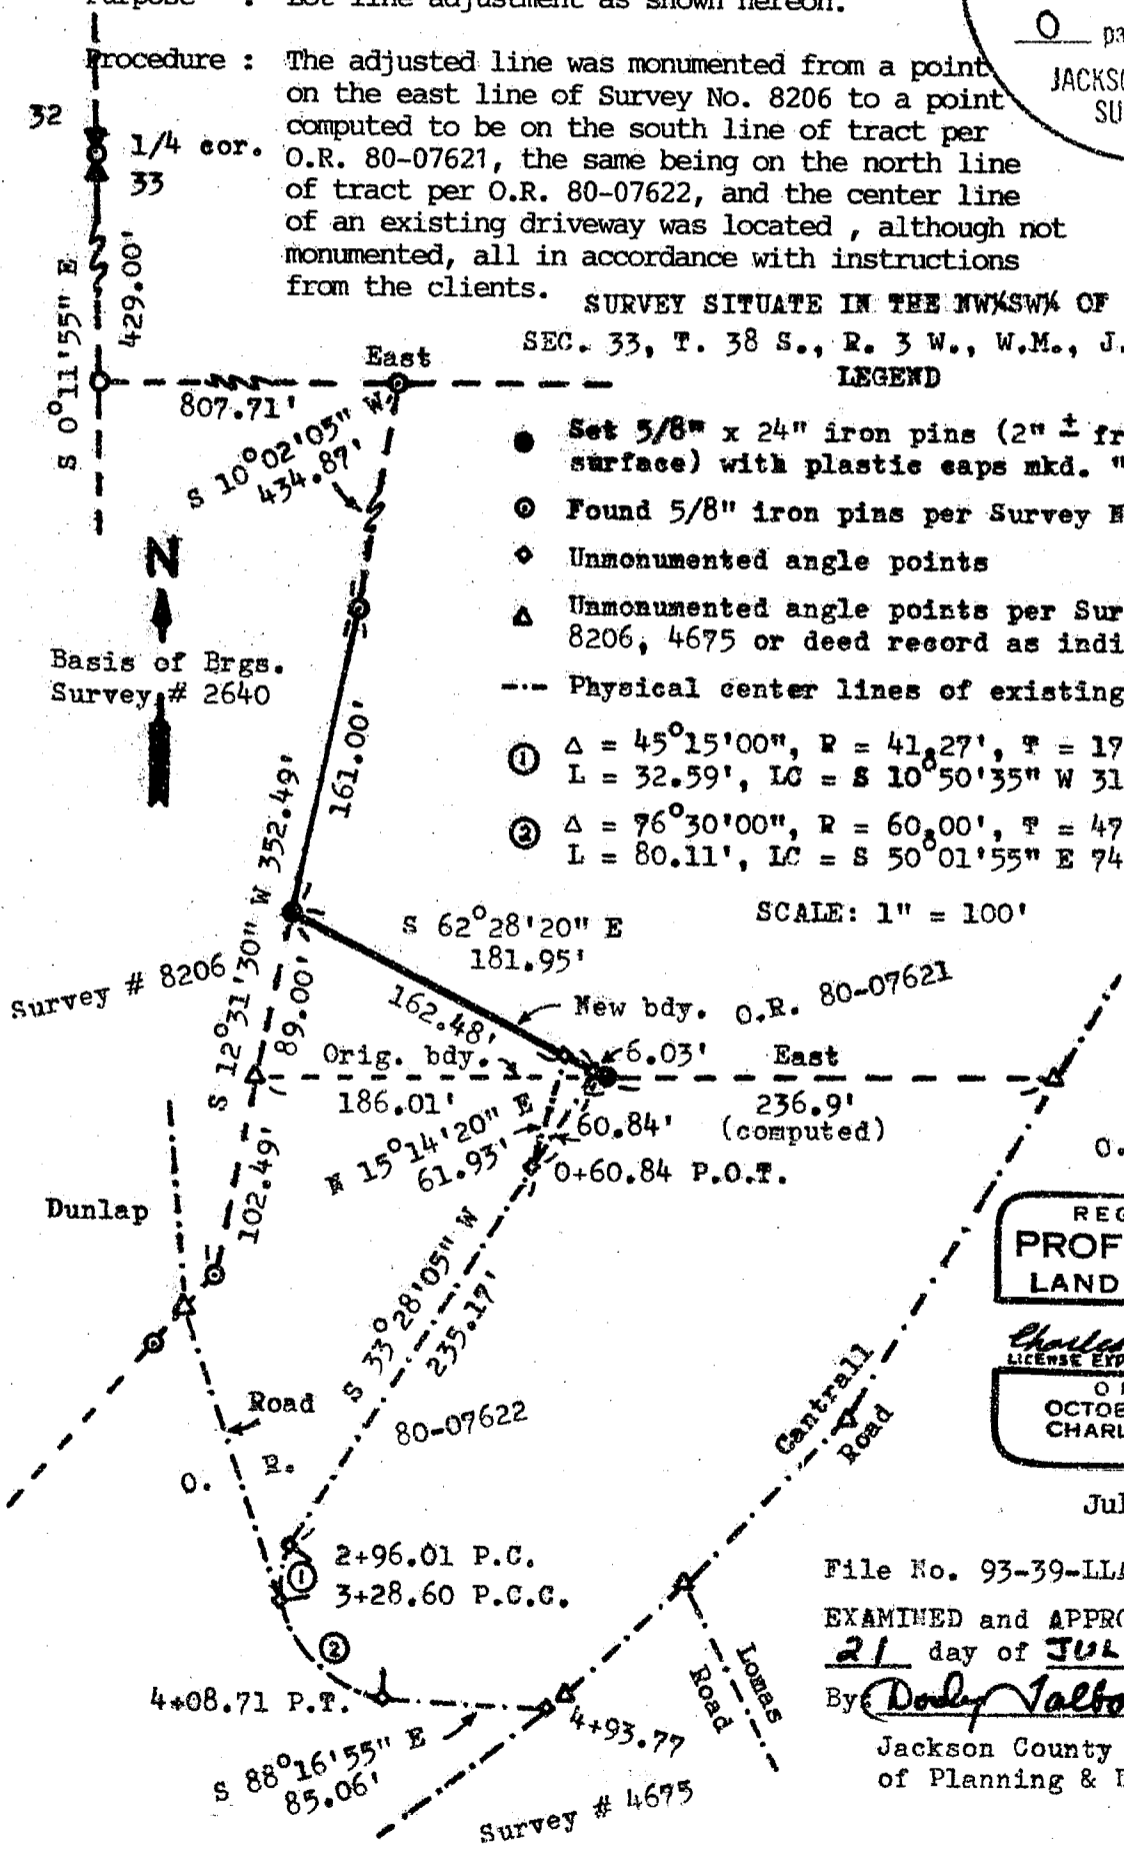 Purpose : Lot line adjustment as shown hereon.
Procedure : The adjusted line was monumented from a point
on the east line of Survey No. 8206 to a point
computed to be on the south line of tract per
O.R. 80-07621, the same being on the north line
of tract per O.R. 80-07622, and the center line
of an existing driveway was located , although not
monumented, all in accordance with instructions
from the clients.
0
JACKSO
SU
32
1/4 cor.
33
S 0°11'55" E
429.00'
SURVEY SITUATE IN THE NW¼SW¼ OF
SEC. 33, T. 38 S., R. 3 W., W.M., J.
LEGEND
East
807.71'
S 10°02'05" W
434.87'
Set 5/8" x 24" iron pins (2" ± fr
surface) with plastic caps mkd. "
Found 5/8" iron pins per Survey N
Unmonumented angle points
Unmonumented angle points per Sur
8206, 4675 or deed record as indi
Physical center lines of existing
N
Basis of Brgs.
Survey # 2640
1 Δ = 45°15'00", R = 41.27', T = 17
L = 32.59', LC = S 10°50'35" W 31
2 Δ = 76°30'00", R = 60.00', T = 47
L = 80.11', LC = S 50°01'55" E 74
SCALE: 1" = 100'
161.00'
S 12°31'30" W 352.49'
S 62°28'20" E
181.95'
Survey # 8206
89.00'
162.48'
New bdy.
O.R. 80-07621
Orig. bdy.
6.03'
East
186.01'
236.9'
(computed)
N 15°14'20" E
61.93'
60.84'
0+60.84 P.O.T.
102.49'
Dunlap
S 33°28'05" W
235.17'
REG
PROF
LAND
Charles
LICENSE EXP
O
OCTOB
CHARL
Jul
Road
80-07622
O. R.
Cantrall
Road
2+96.01 P.C.
1
3+28.60 P.C.C.
2
4+08.71 P.T.
4+93.77
S 88°16'55" E
85.06'
Survey # 4675
Lomas
Road
File No. 93-39-LLA
EXAMINED and APPRO
21 day of JUL
By
Jackson County
of Planning & D